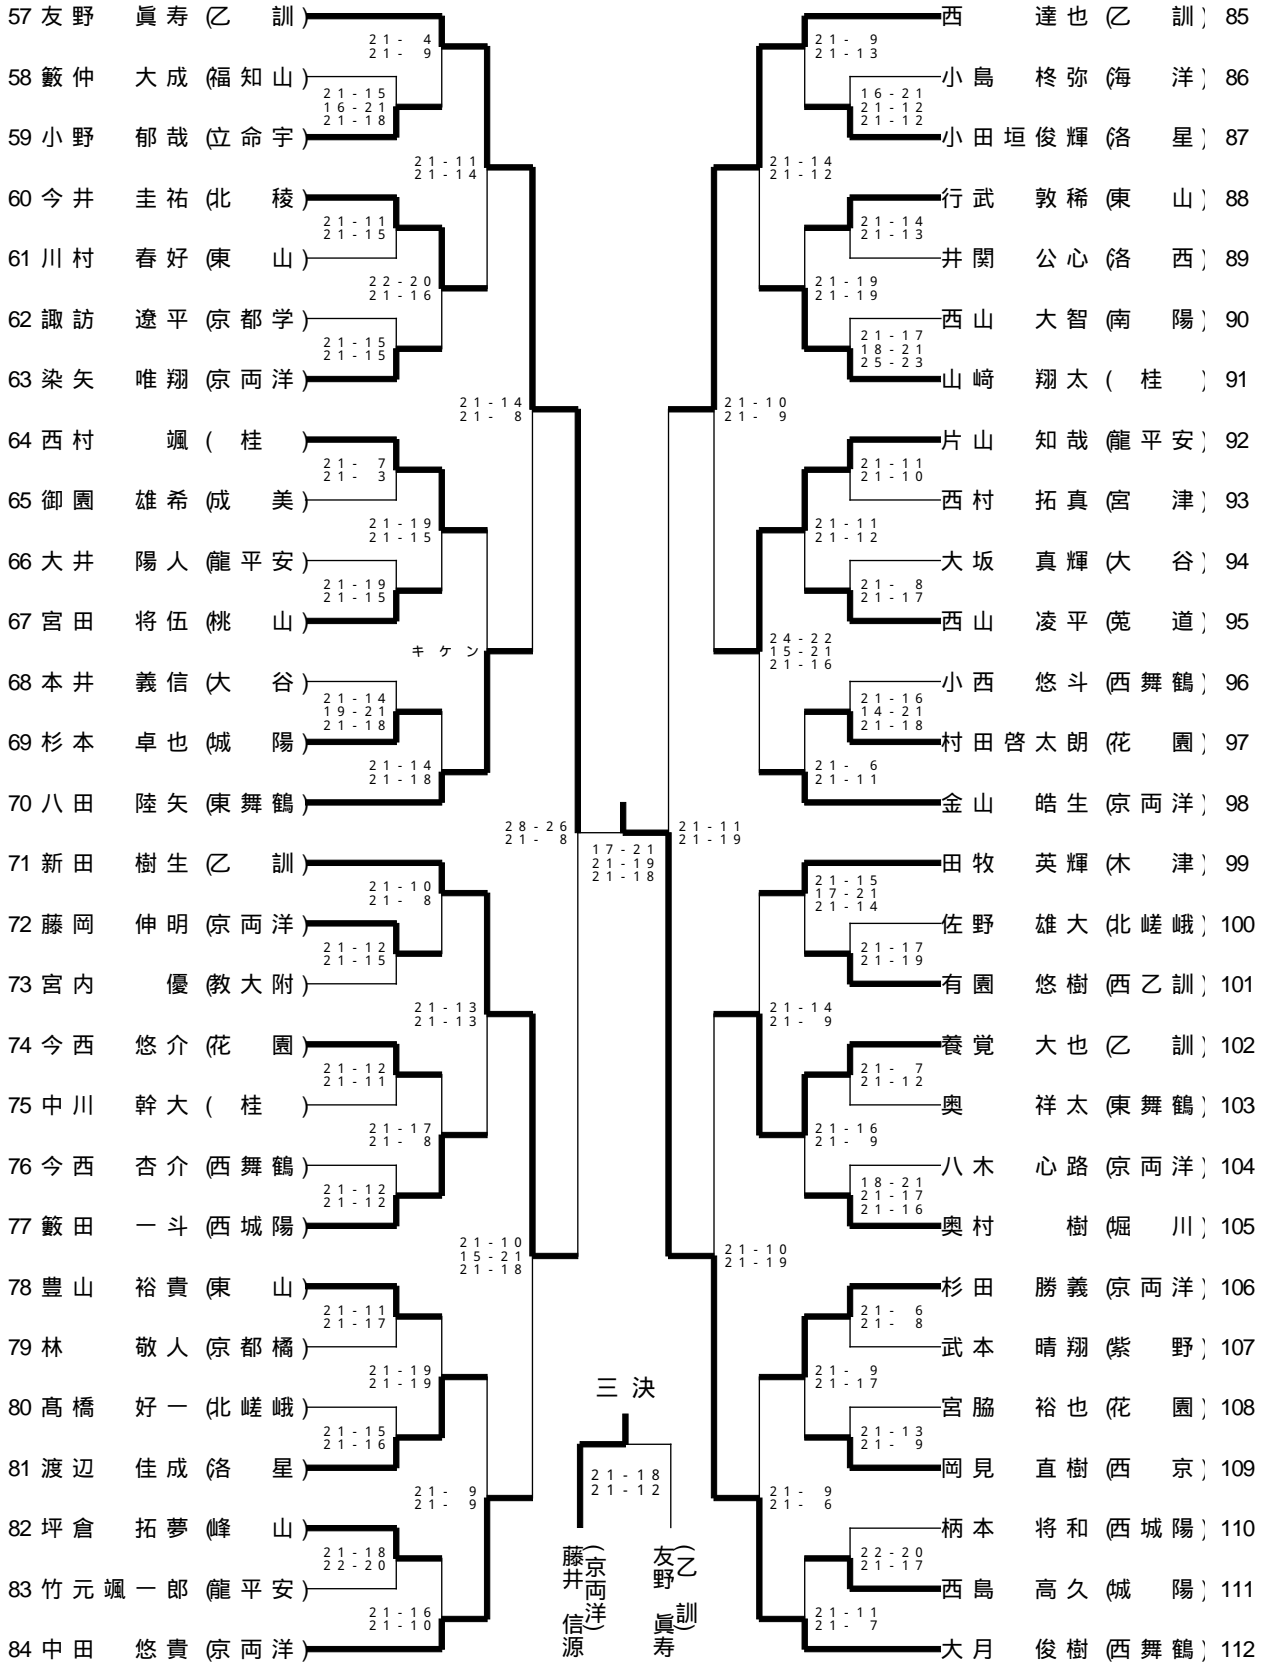 57 友野 眞寿 (乙 訓)
21- 4
21- 9
58 籔仲 大成 (福知山)
21-15
16-21
21-18
59 小野 郁哉 (立命宇)
21-11
21-14
60 今井 圭祐 (北 稜)
21-11
21-15
61 川村 春好 (東 山)
22-20
21-16
62 諏訪 遼平 (京都学)
21-15
21-15
63 染矢 唯翔 (京両洋)
21-14
21- 8
64 西村 颯 ( 桂 )
21- 7
21- 3
65 御園 雄希 (成 美)
21-19
21-15
66 大井 陽人 (龍平安)
21-19
21-15
67 宮田 将伍 (桃 山)
キケン
68 本井 義信 (大 谷)
21-14
19-21
21-18
69 杉本 卓也 (城 陽)
21-14
21-18
70 八田 陸矢 (東舞鶴)
28-26
21- 8
71 新田 樹生 (乙 訓)
21-10
21- 8
72 藤岡 伸明 (京両洋)
21-12
21-15
73 宮内 優 (教大附)
21-13
21-13
74 今西 悠介 (花 園)
21-12
21-11
75 中川 幹大 ( 桂 )
21-17
21- 8
76 今西 杏介 (西舞鶴)
21-12
21-12
77 籔田 一斗 (西城陽)
21-10
15-21
21-18
78 豊山 裕貴 (東 山)
21-11
21-17
79 林 敬人 (京都橘)
21-19
21-19
80 髙橋 好一 (北嵯峨)
21-15
21-16
81 渡辺 佳成 (洛 星)
21- 9
21- 9
82 坪倉 拓夢 (峰 山)
21-18
22-20
83 竹元颯一郎 (龍平安)
21-16
21-10
84 中田 悠貴 (京両洋)
17-21
21-19
21-18
三決
21-18
21-12
藤井 信源 (京両洋)
友野 眞寿 (乙 訓)
西 達也 (乙 訓) 85
21- 9
21-13
小島 柊弥 (海 洋) 86
16-21
21-12
21-12
小田垣俊輝 (洛 星) 87
21-14
21-12
行武 敦稀 (東 山) 88
21-14
21-13
井関 公心 (洛 西) 89
21-19
21-19
西山 大智 (南 陽) 90
21-17
18-21
25-23
山﨑 翔太 ( 桂 ) 91
21-10
21- 9
片山 知哉 (龍平安) 92
21-11
21-10
西村 拓真 (宮 津) 93
21-11
21-12
大坂 真輝 (大 谷) 94
21- 8
21-17
西山 凌平 (莵 道) 95
24-22
15-21
21-16
小西 悠斗 (西舞鶴) 96
21-16
14-21
21-18
村田啓太朗 (花 園) 97
21- 6
21-11
金山 皓生 (京両洋) 98
21-11
21-19
田牧 英輝 (木 津) 99
21-15
17-21
21-14
佐野 雄大 (北嵯峨) 100
21-17
21-19
有園 悠樹 (西乙訓) 101
21-14
21- 9
養覚 大也 (乙 訓) 102
21- 7
21-12
奥 祥太 (東舞鶴) 103
21-16
21- 9
八木 心路 (京両洋) 104
18-21
21-17
21-16
奥村 樹 (堀 川) 105
21-10
21-19
杉田 勝義 (京両洋) 106
21- 6
21- 8
武本 晴翔 (紫 野) 107
21- 9
21-17
宮脇 裕也 (花 園) 108
21-13
21- 9
岡見 直樹 (西 京) 109
21- 9
21- 6
柄本 将和 (西城陽) 110
22-20
21-17
西島 高久 (城 陽) 111
21-11
21- 7
大月 俊樹 (西舞鶴) 112